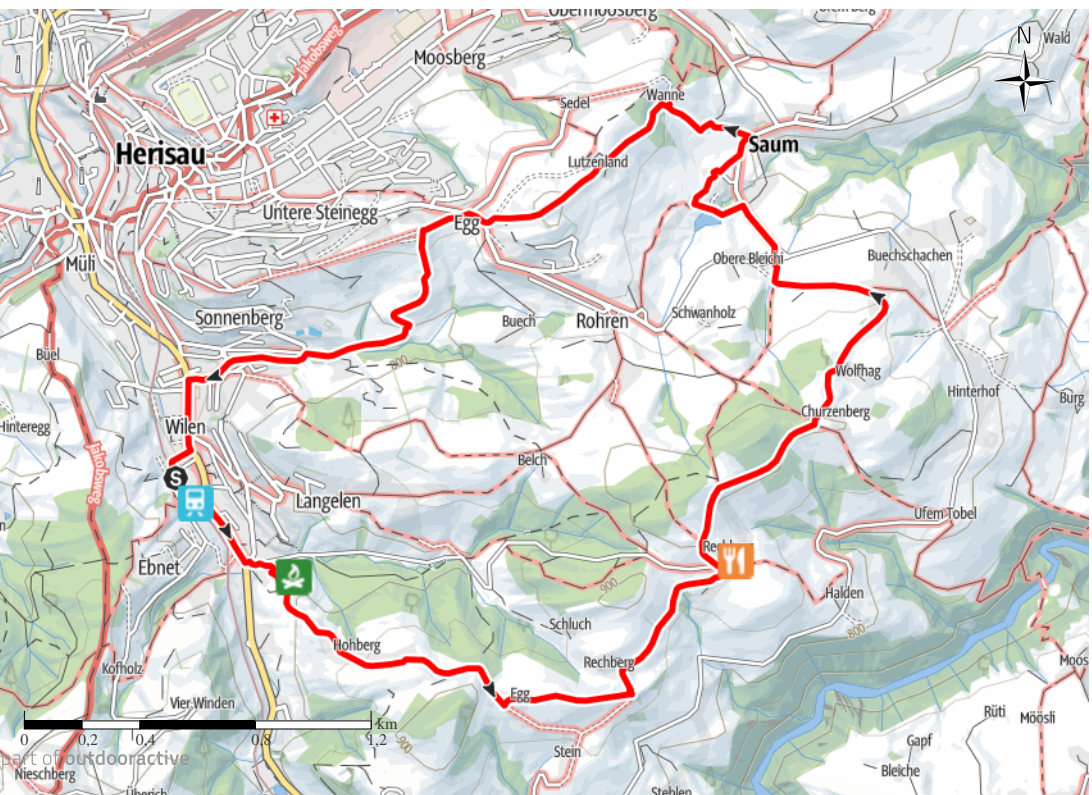 Obermoosberg
N
Wald
Jakobsweg
Moosberg
Wanne
Sedel
Saum
Herisau
Lutzenland
Untere Steinegg
Egg
Müli
Obere Bleichi
Buechschachen
Sonnenberg
Buech
Rohren
Schwanholz
Büel
800
Wolfhag
Hinterhof
Burg
Churzenberg
Hinteregg
Wilen
Jakobsweg
Belch
S
Langelen
Ufem Tobel
Ebnet
900
Halden
Schluch
800
Hohberg
Rechberg
Kofholz
Egg
Moos
Vier Winden
Rüti
Möösli
km
0
0,2
0,4
0,8
1,2
900
Stein
Gapf
part of outdooractive
Nieschberg
Bleiche
Steblen